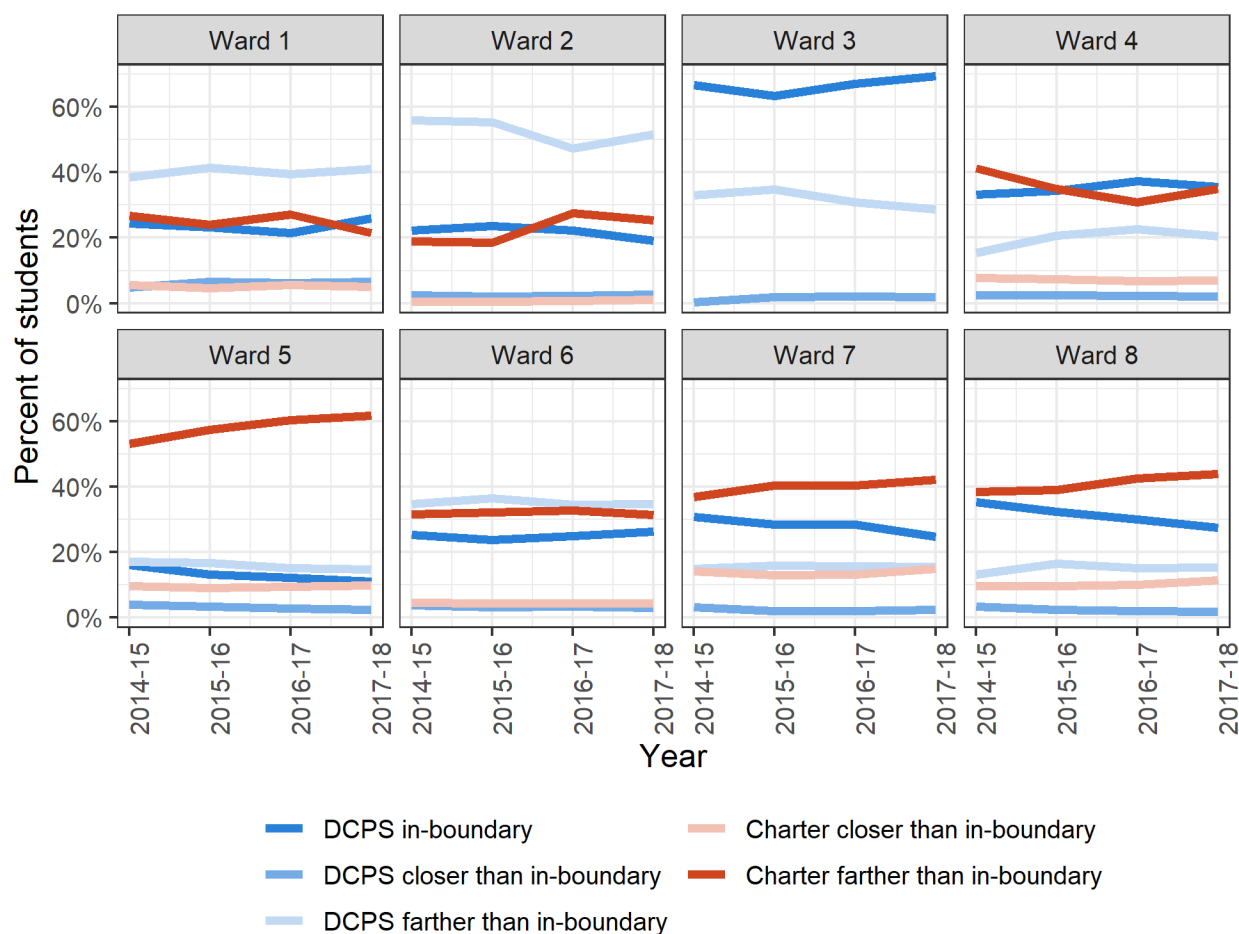 Ward 1
Ward 2
Ward 3
Ward 4
60%
40%
20%
0%
Ward 5
Ward 6
Ward 7
Ward 8
60%
40%
20%
0%
Percent of students
2014-15
2015-16
2016-17
2017-18
2014-15
2015-16
2016-17
2017-18
2014-15
2015-16
2016-17
2017-18
2014-15
2015-16
2016-17
2017-18
Year
DCPS in-boundary
DCPS closer than in-boundary
DCPS farther than in-boundary
Charter closer than in-boundary
Charter farther than in-boundary